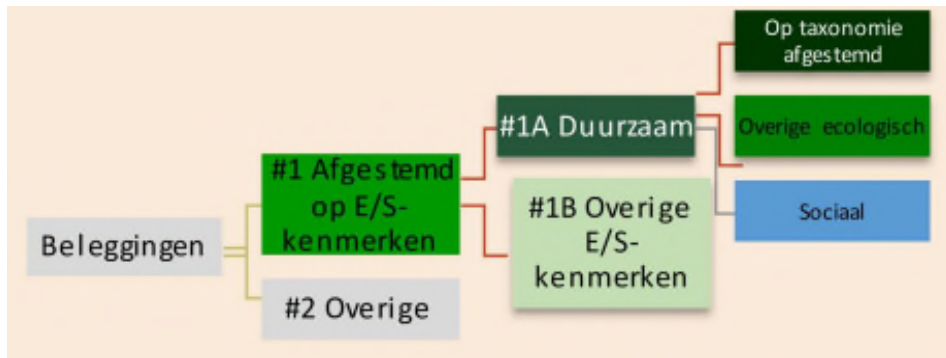 Op taxonomie
afgestemd
#1A Duurzaam
Overige ecologisch
#1 Afgestemd
op E/S-
kenmerken
#1B Overige
E/S-
kenmerken
Sociaal
Beleggingen
#2 Overige